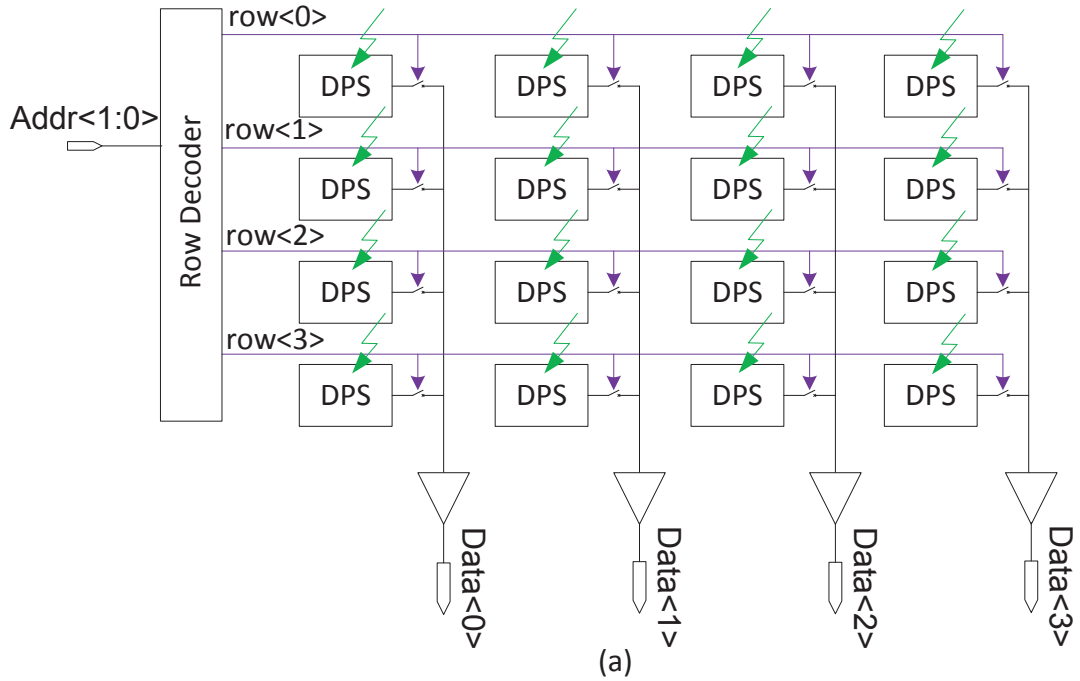 row<0>
DPS DPS DPS DPS
Addr<1:0>
Row Decoder
row<1>
DPS DPS DPS DPS
row<2>
DPS DPS DPS DPS
row<3>
DPS DPS DPS DPS
Data<0>
Data<1>
Data<2>
Data<3>
(a)